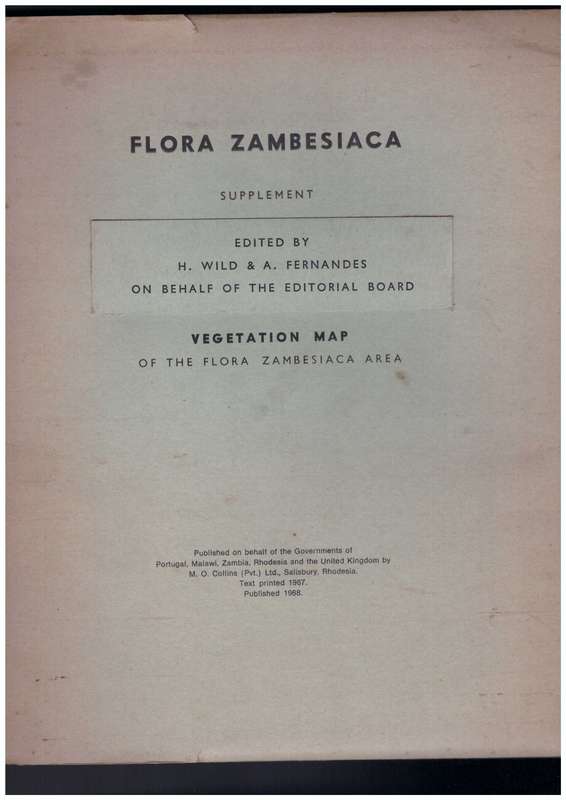 FLORA ZAMBESIACA
SUPPLEMENT
EDITED BY
H. WILD & A. FERNANDES
ON BEHALF OF THE EDITORIAL BOARD
VEGETATION MAP
OF THE FLORA ZAMBESIACA AREA
Published on behalf of the Governments of
Portugal, Malawi, Zambia, Rhodesia and the United Kingdom by
M. O. Collins (Pvt.) Ltd., Salisbury, Rhodesia.
Text printed 1967.
Published 1968.